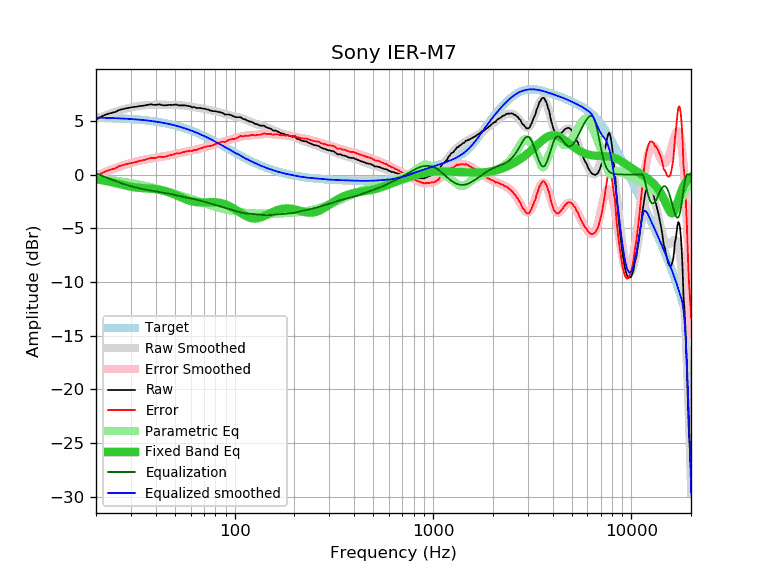 Sony IER-M7
Amplitude (dBr)
5
0
−5
−10
−15
−20
−25
−30
Target
Raw Smoothed
Error Smoothed
Raw
Error
Parametric Eq
Fixed Band Eq
Equalization
Equalized smoothed
100
1000
10000
Frequency (Hz)